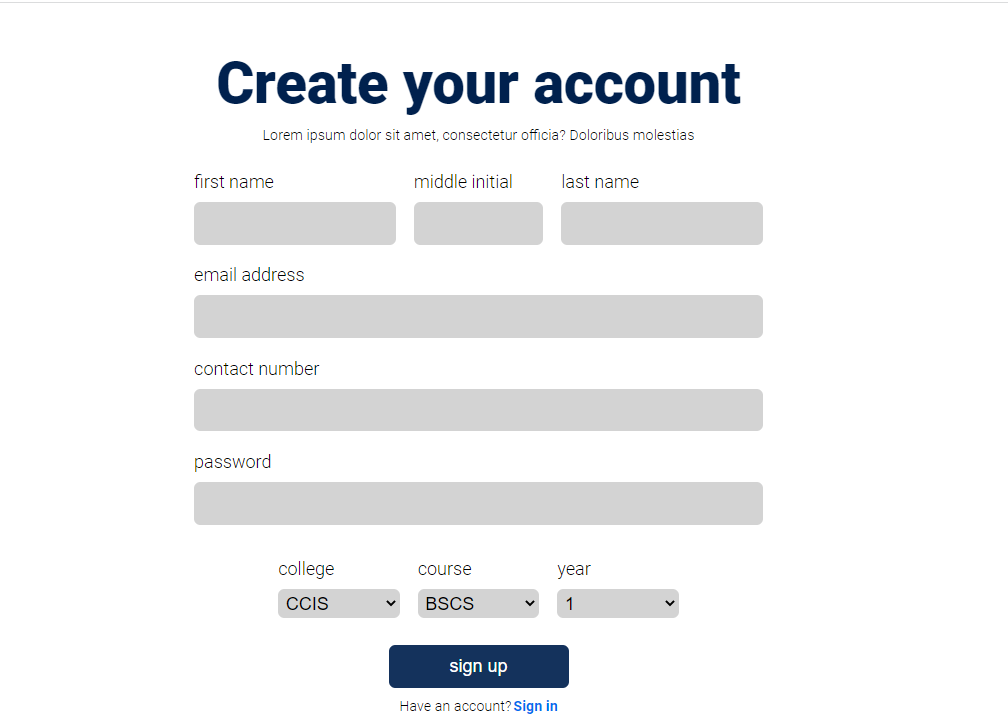 Create your account
Lorem ipsum dolor sit amet, consectetur officia? Doloribus molestias
first name middle initial last name
email address
contact number
password
college course year
CCIS BSCS 1
sign up
Have an account? Sign in